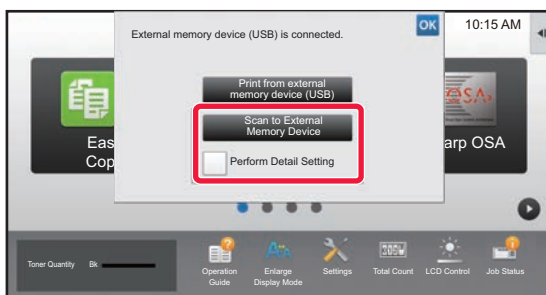 External memory device (USB) is connected.
OK
10:15 AM
Print from external
memory device (USB)
Scan to External
Memory Device
Perform Detail Setting
Eas
Cop
arp OSA
Toner Quantity Bk
Operation
Guide
Enlarge
Display Mode
Settings
Total Count
LCD Control
Job Status